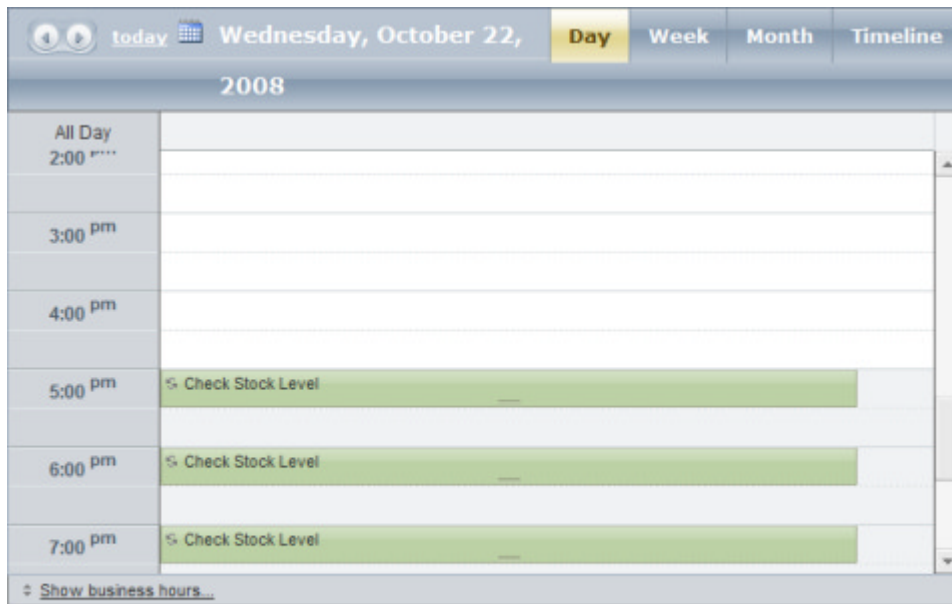 today Wednesday, October 22, Day Week Month Timeline
2008
All Day
2:00
3:00 pm
4:00 pm
5:00 pm Check Stock Level
6:00 pm Check Stock Level
7:00 pm Check Stock Level
Show business hours...